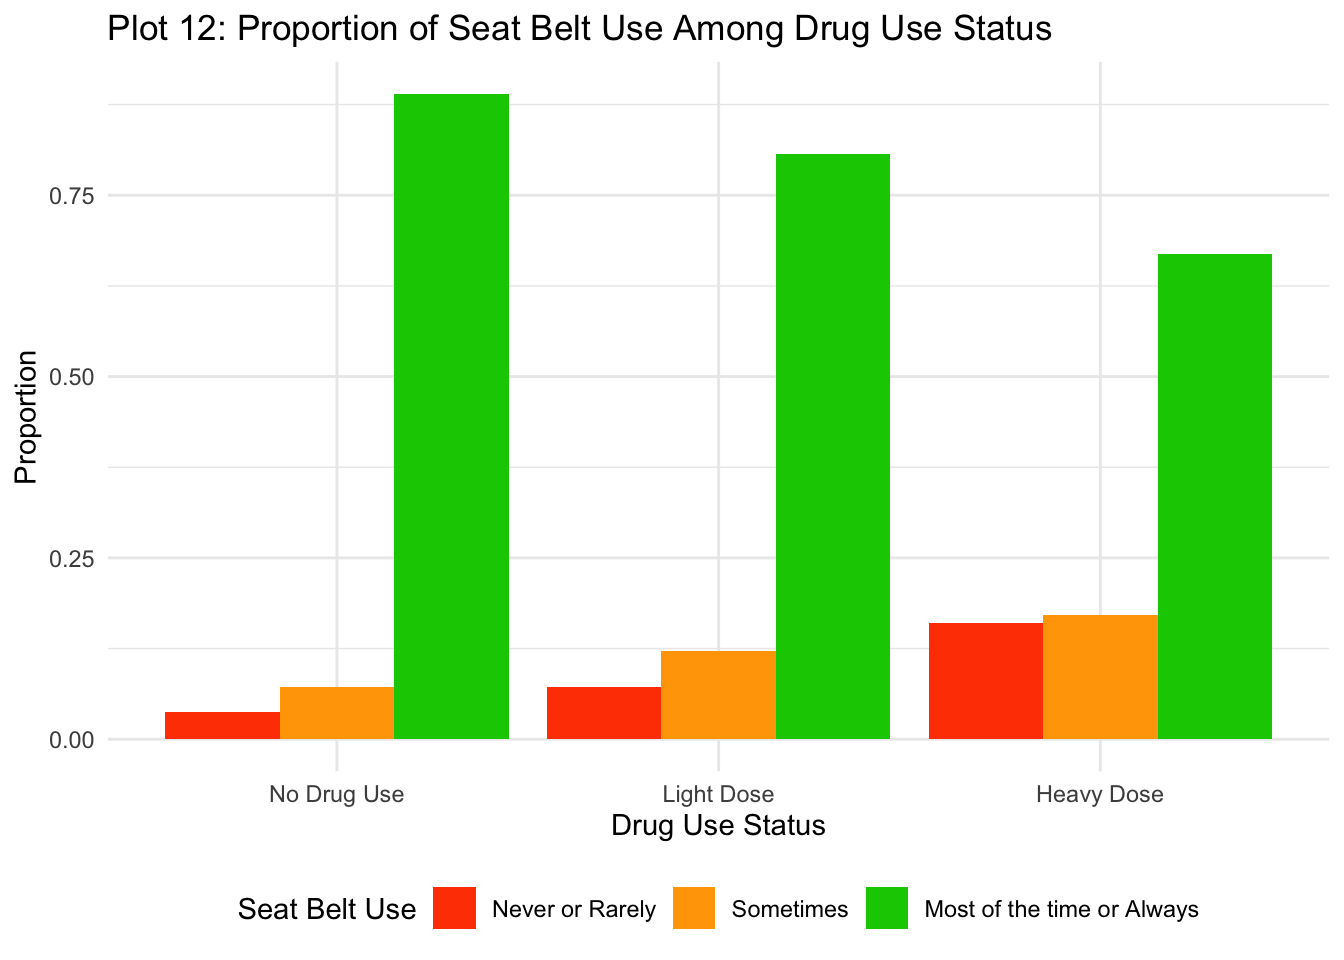 Plot 12: Proportion of Seat Belt Use Among Drug Use Status
Proportion
0.75
0.50
0.25
0.00
No Drug Use Light Dose Heavy Dose
Drug Use Status
Seat Belt Use Never or Rarely Sometimes Most of the time or Always